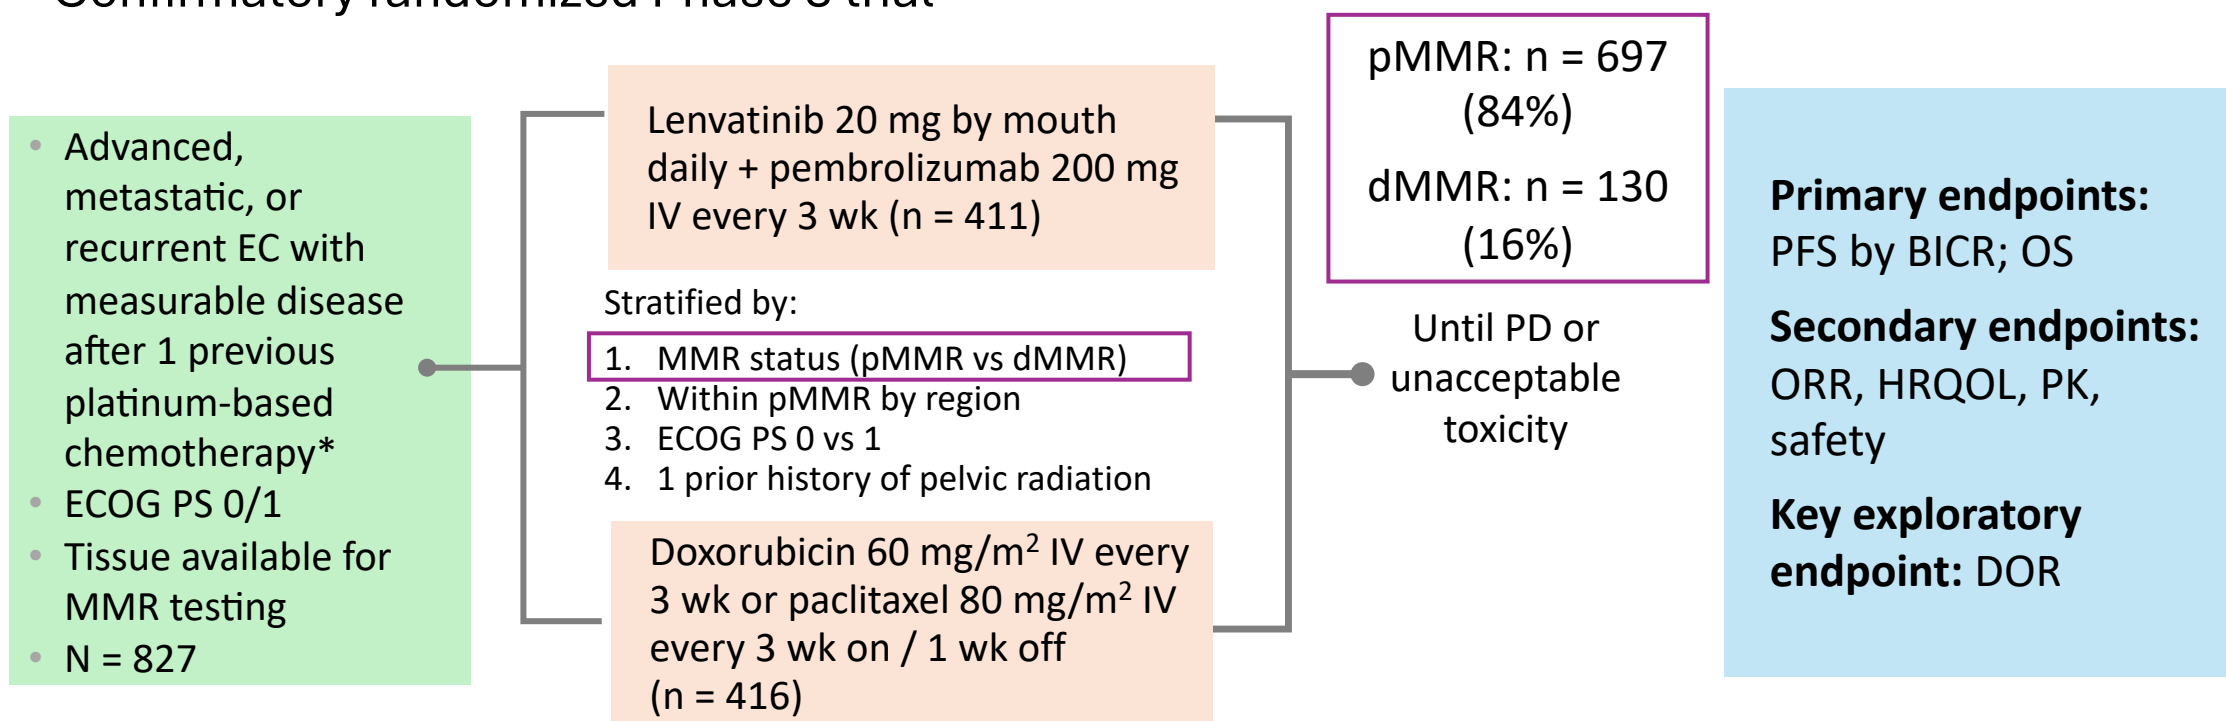 Confirmatory randomized Phase 3 trial
• Advanced,
metastatic, or
recurrent EC with
measurable disease
after 1 previous
platinum-based
chemotherapy*
• ECOG PS 0/1
• Tissue available for
MMR testing
• N = 827
Lenvatinib 20 mg by mouth
daily + pembrolizumab 200 mg
IV every 3 wk (n = 411)
Stratified by:
1. MMR status (pMMR vs dMMR)
2. Within pMMR by region
3. ECOG PS 0 vs 1
4. 1 prior history of pelvic radiation
Doxorubicin 60 mg/m² IV every
3 wk or paclitaxel 80 mg/m² IV
every 3 wk on / 1 wk off
(n = 416)
pMMR: n = 697
(84%)
dMMR: n = 130
(16%)
Until PD or
unacceptable
toxicity
Primary endpoints:
PFS by BICR; OS
Secondary endpoints:
ORR, HRQOL, PK,
safety
Key exploratory
endpoint: DOR